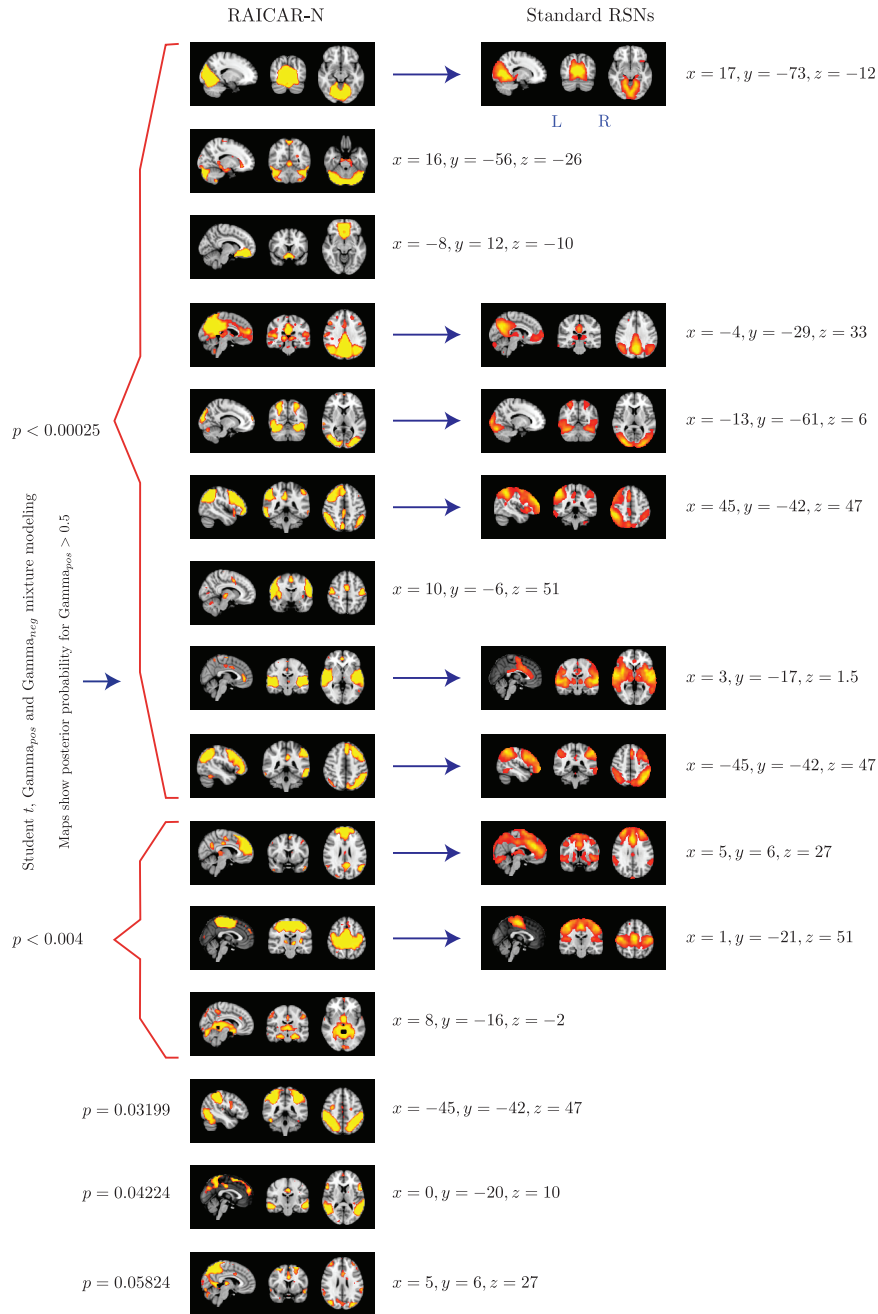 RAICAR-N
Standard RSNs
x = 17, y = −73, z = −12
L R
x = 16, y = −56, z = −26
x = −8, y = 12, z = −10
x = −4, y = −29, z = 33
p < 0.00025
x = −13, y = −61, z = 6
x = 45, y = −42, z = 47
x = 10, y = −6, z = 51
Student t, Gammapos and Gammaneg mixture modeling
Maps show posterior probability for Gammapos > 0.5
x = 3, y = −17, z = 1.5
x = −45, y = −42, z = 47
x = 5, y = 6, z = 27
p < 0.004
x = 1, y = −21, z = 51
x = 8, y = −16, z = −2
p = 0.03199
x = −45, y = −42, z = 47
p = 0.04224
x = 0, y = −20, z = 10
p = 0.05824
x = 5, y = 6, z = 27